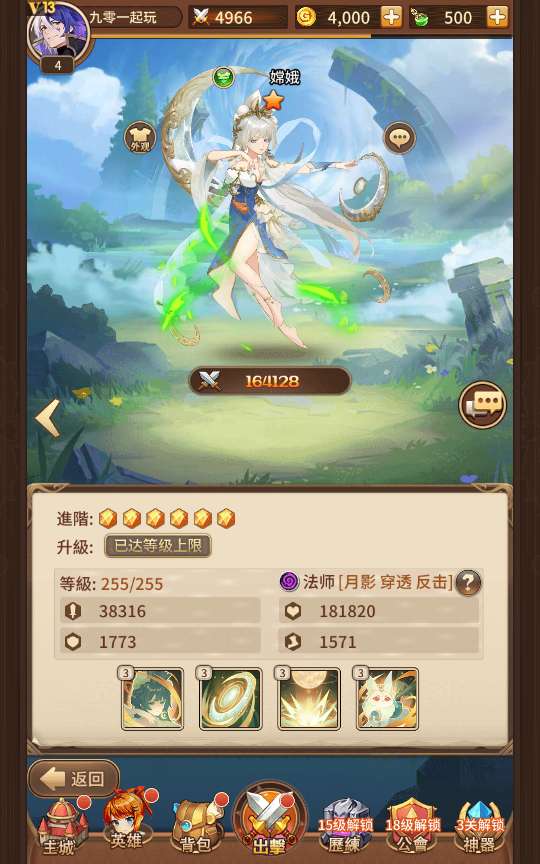 V13
九零一起玩
4966
4,000
500
4
嫦娥
外观
164128
進階:
升級: 已达等级上限
等級: 255/255
法师 [月影 穿透 反击]
?
38316
181820
1773
1571
3
3
3
3
返回
主城
英雄
背包
出擊
15级解锁
歷練
18级解锁
公會
3关解锁
神器